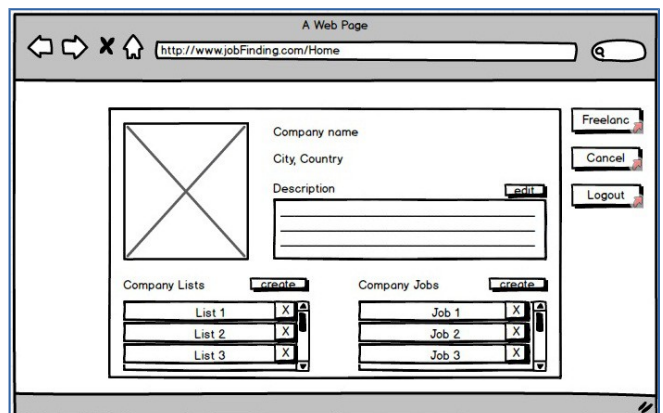 A Web Page
http://www.jobFinding.com/Home
Freelanc
Company name
City, Country
Cancel
Description
edit
Logout
Company Lists
create
Company Jobs
create
List 1 X
Job 1 X
List 2 X
Job 2 X
List 3 X
Job 3 X